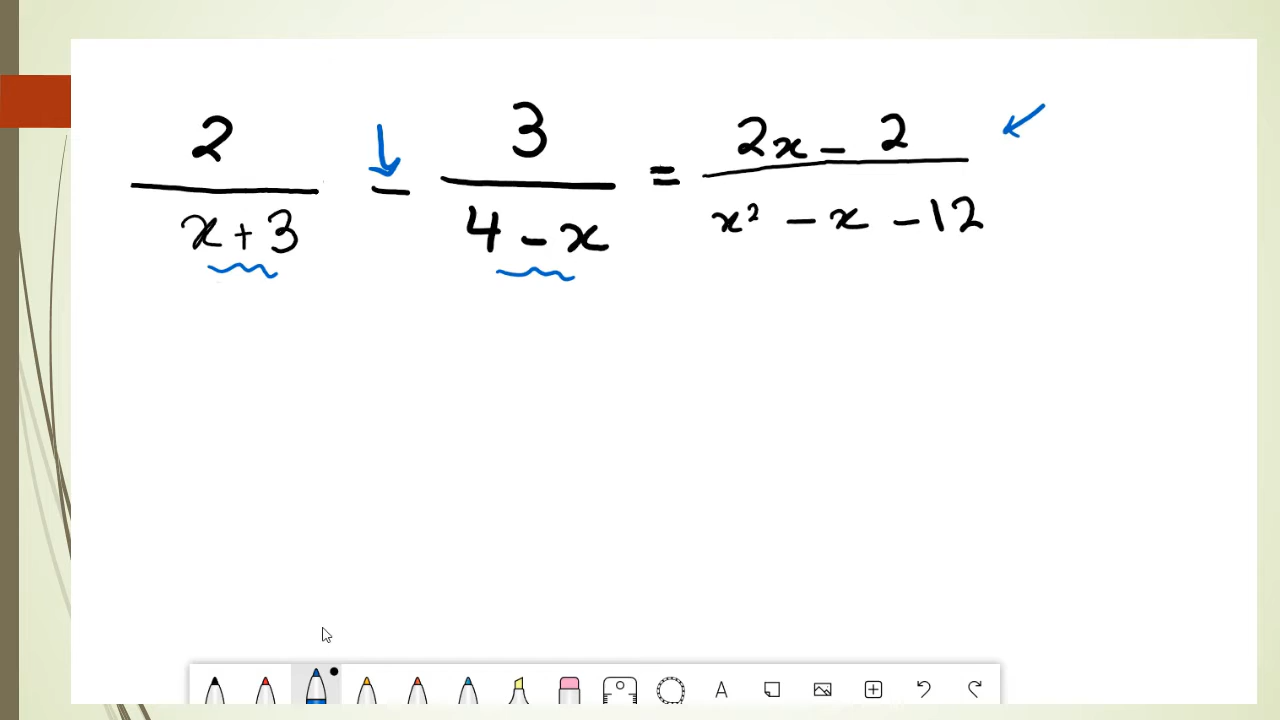 2 3 2x - 2
— - — = —
x + 3 4 - x x² - x - 12
A